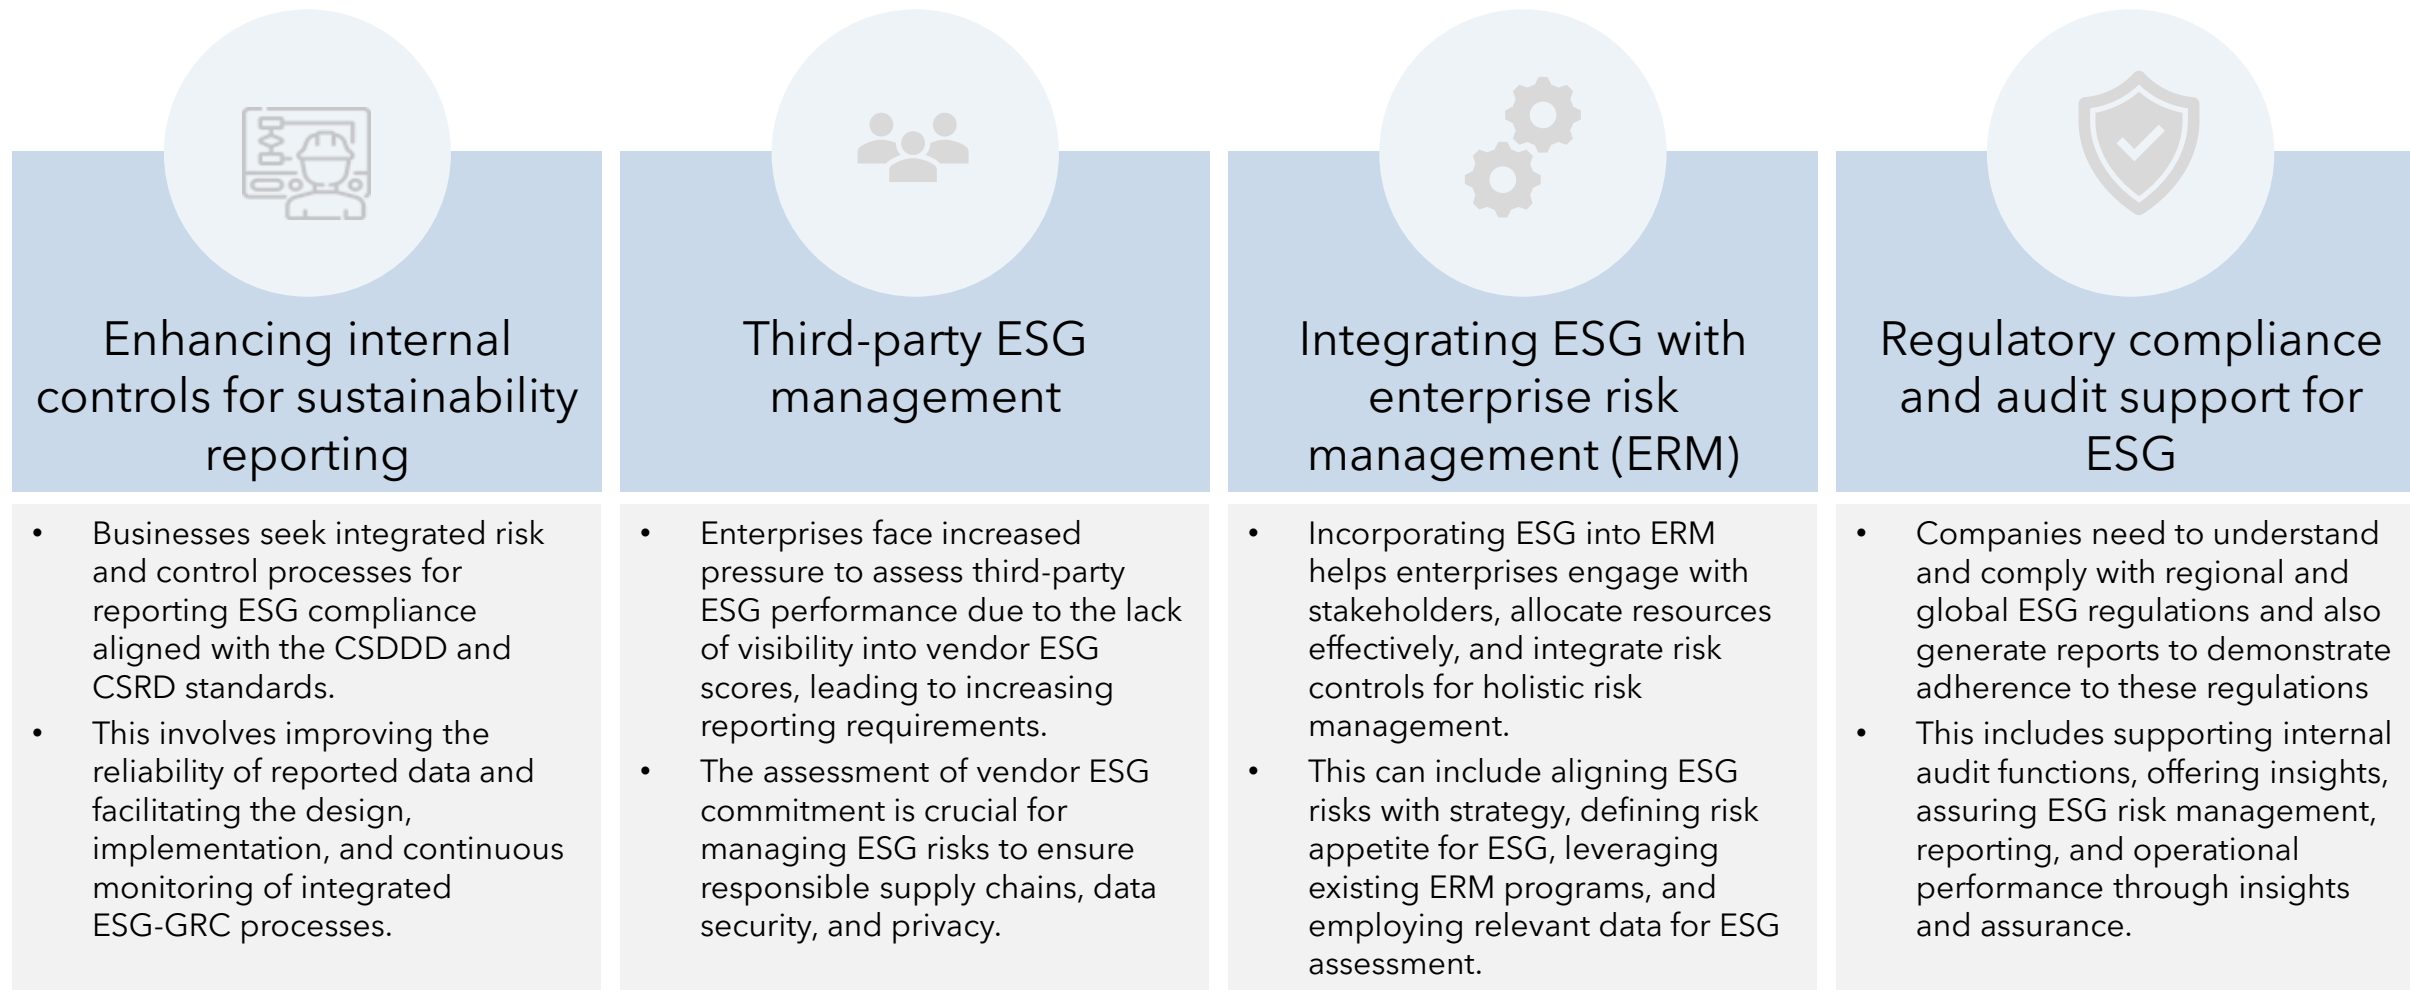 Enhancing internal
controls for sustainability
reporting
• Businesses seek integrated risk
and control processes for
reporting ESG compliance
aligned with the CSDDD and
CSRD standards.
• This involves improving the
reliability of reported data and
facilitating the design,
implementation, and continuous
monitoring of integrated
ESG-GRC processes.
Third-party ESG
management
• Enterprises face increased
pressure to assess third-party
ESG performance due to the lack
of visibility into vendor ESG
scores, leading to increasing
reporting requirements.
• The assessment of vendor ESG
commitment is crucial for
managing ESG risks to ensure
responsible supply chains, data
security, and privacy.
Integrating ESG with
enterprise risk
management (ERM)
• Incorporating ESG into ERM
helps enterprises engage with
stakeholders, allocate resources
effectively, and integrate risk
controls for holistic risk
management.
• This can include aligning ESG
risks with strategy, defining risk
appetite for ESG, leveraging
existing ERM programs, and
employing relevant data for ESG
assessment.
Regulatory compliance
and audit support for
ESG
• Companies need to understand
and comply with regional and
global ESG regulations and also
generate reports to demonstrate
adherence to these regulations
• This includes supporting internal
audit functions, offering insights,
assuring ESG risk management,
reporting, and operational
performance through insights
and assurance.